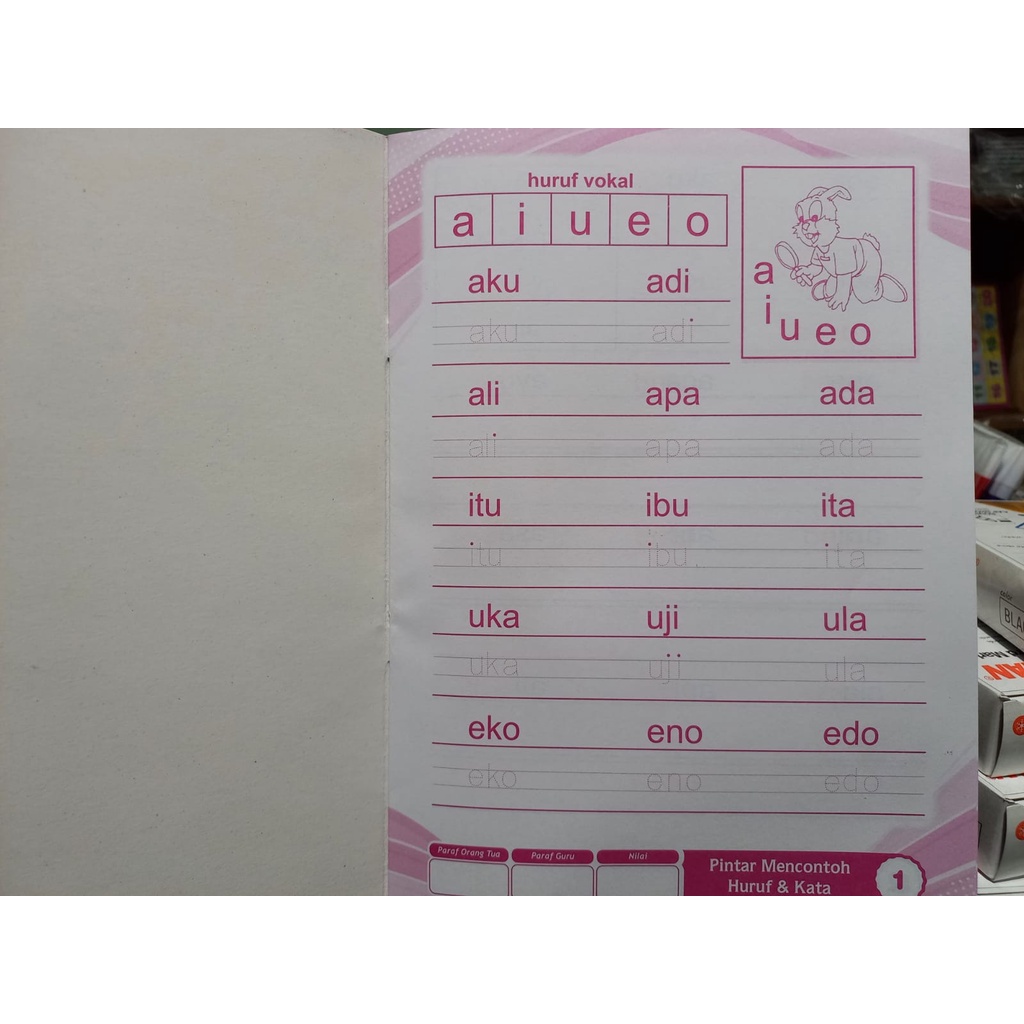 huruf vokal
a i u e o
aku adi
aku adi
a
i
u e o
ali apa ada
ali apa ada
itu ibu ita
itu ibu ita
uka uji ula
uka uji ula
eko eno edo
eko eno edo
Paraf Orang Tua Paraf Guru Nilai
Pintar Mencontoh
Huruf & Kata
1